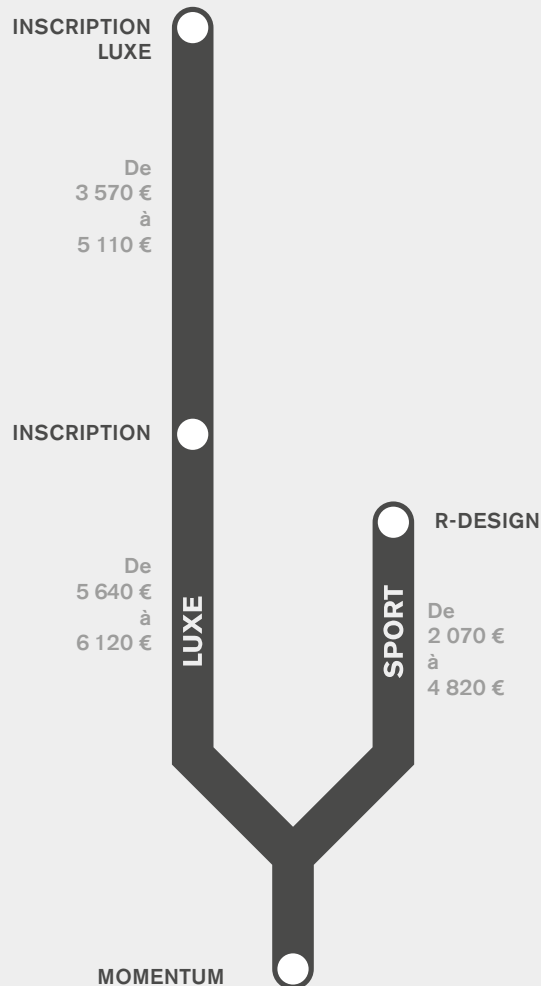 INSCRIPTION
LUXE
De
3 570 €
à
5 110 €
INSCRIPTION
R-DESIGN
De
5 640 €
à
6 120 €
LUXE
SPORT
De
2 070 €
à
4 820 €
MOMENTUM